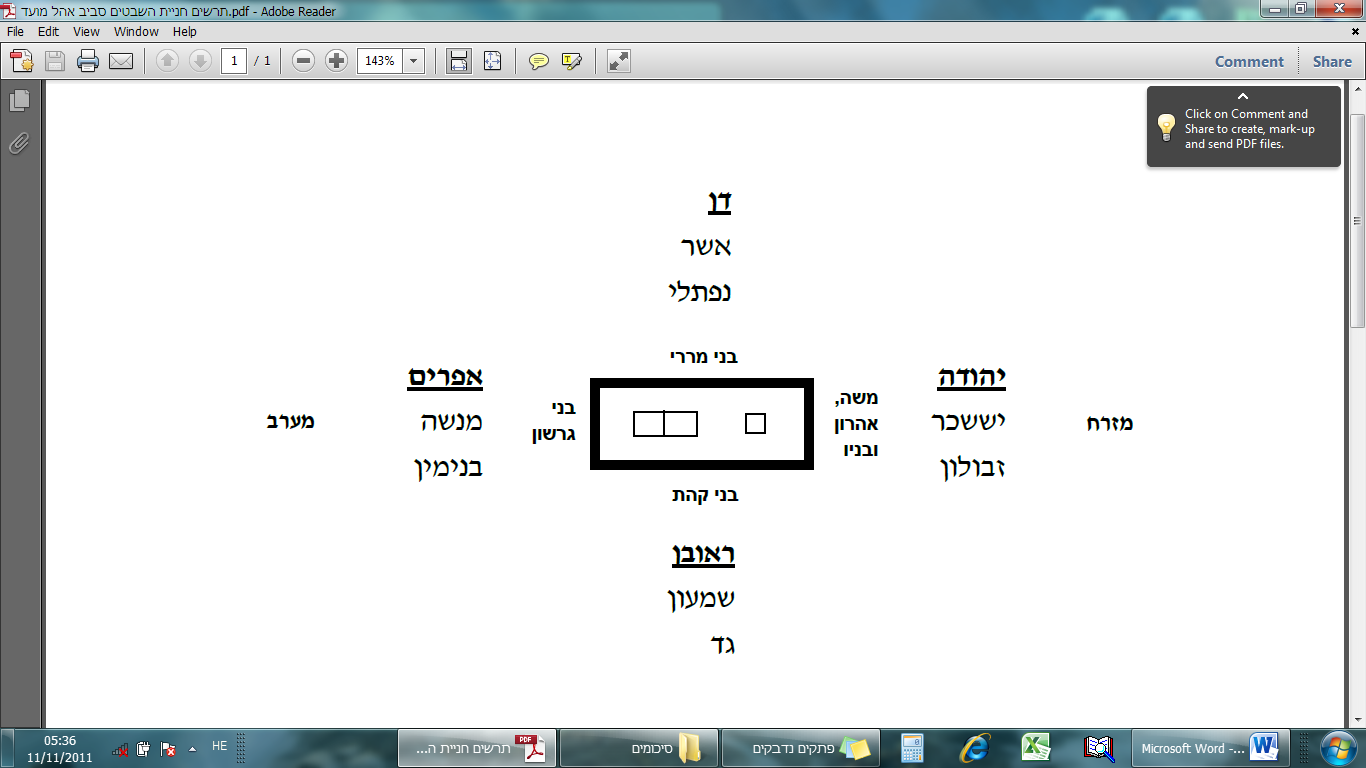 תרשים חניית השבטים סביב אהל מועד.pdf - Adobe Reader
File Edit View Window Help
1 / 1 143% Comment Share
Click on Comment and
Share to create, mark-up
and send PDF files.
דן
אשר
נפתלי
בני מררי
יהודה
יששכר
זבולון
מזרח
משה,
אהרון
ובניו
בני
גרשון
אפרים
מנשה
בנימין
מערב
בני קהת
ראובן
שמעון
גד
05:36
11/11/2011
HE
תרשים חניית ה...
PDF
סיכומים
פתקים נדבקים
Microsoft Word - ...